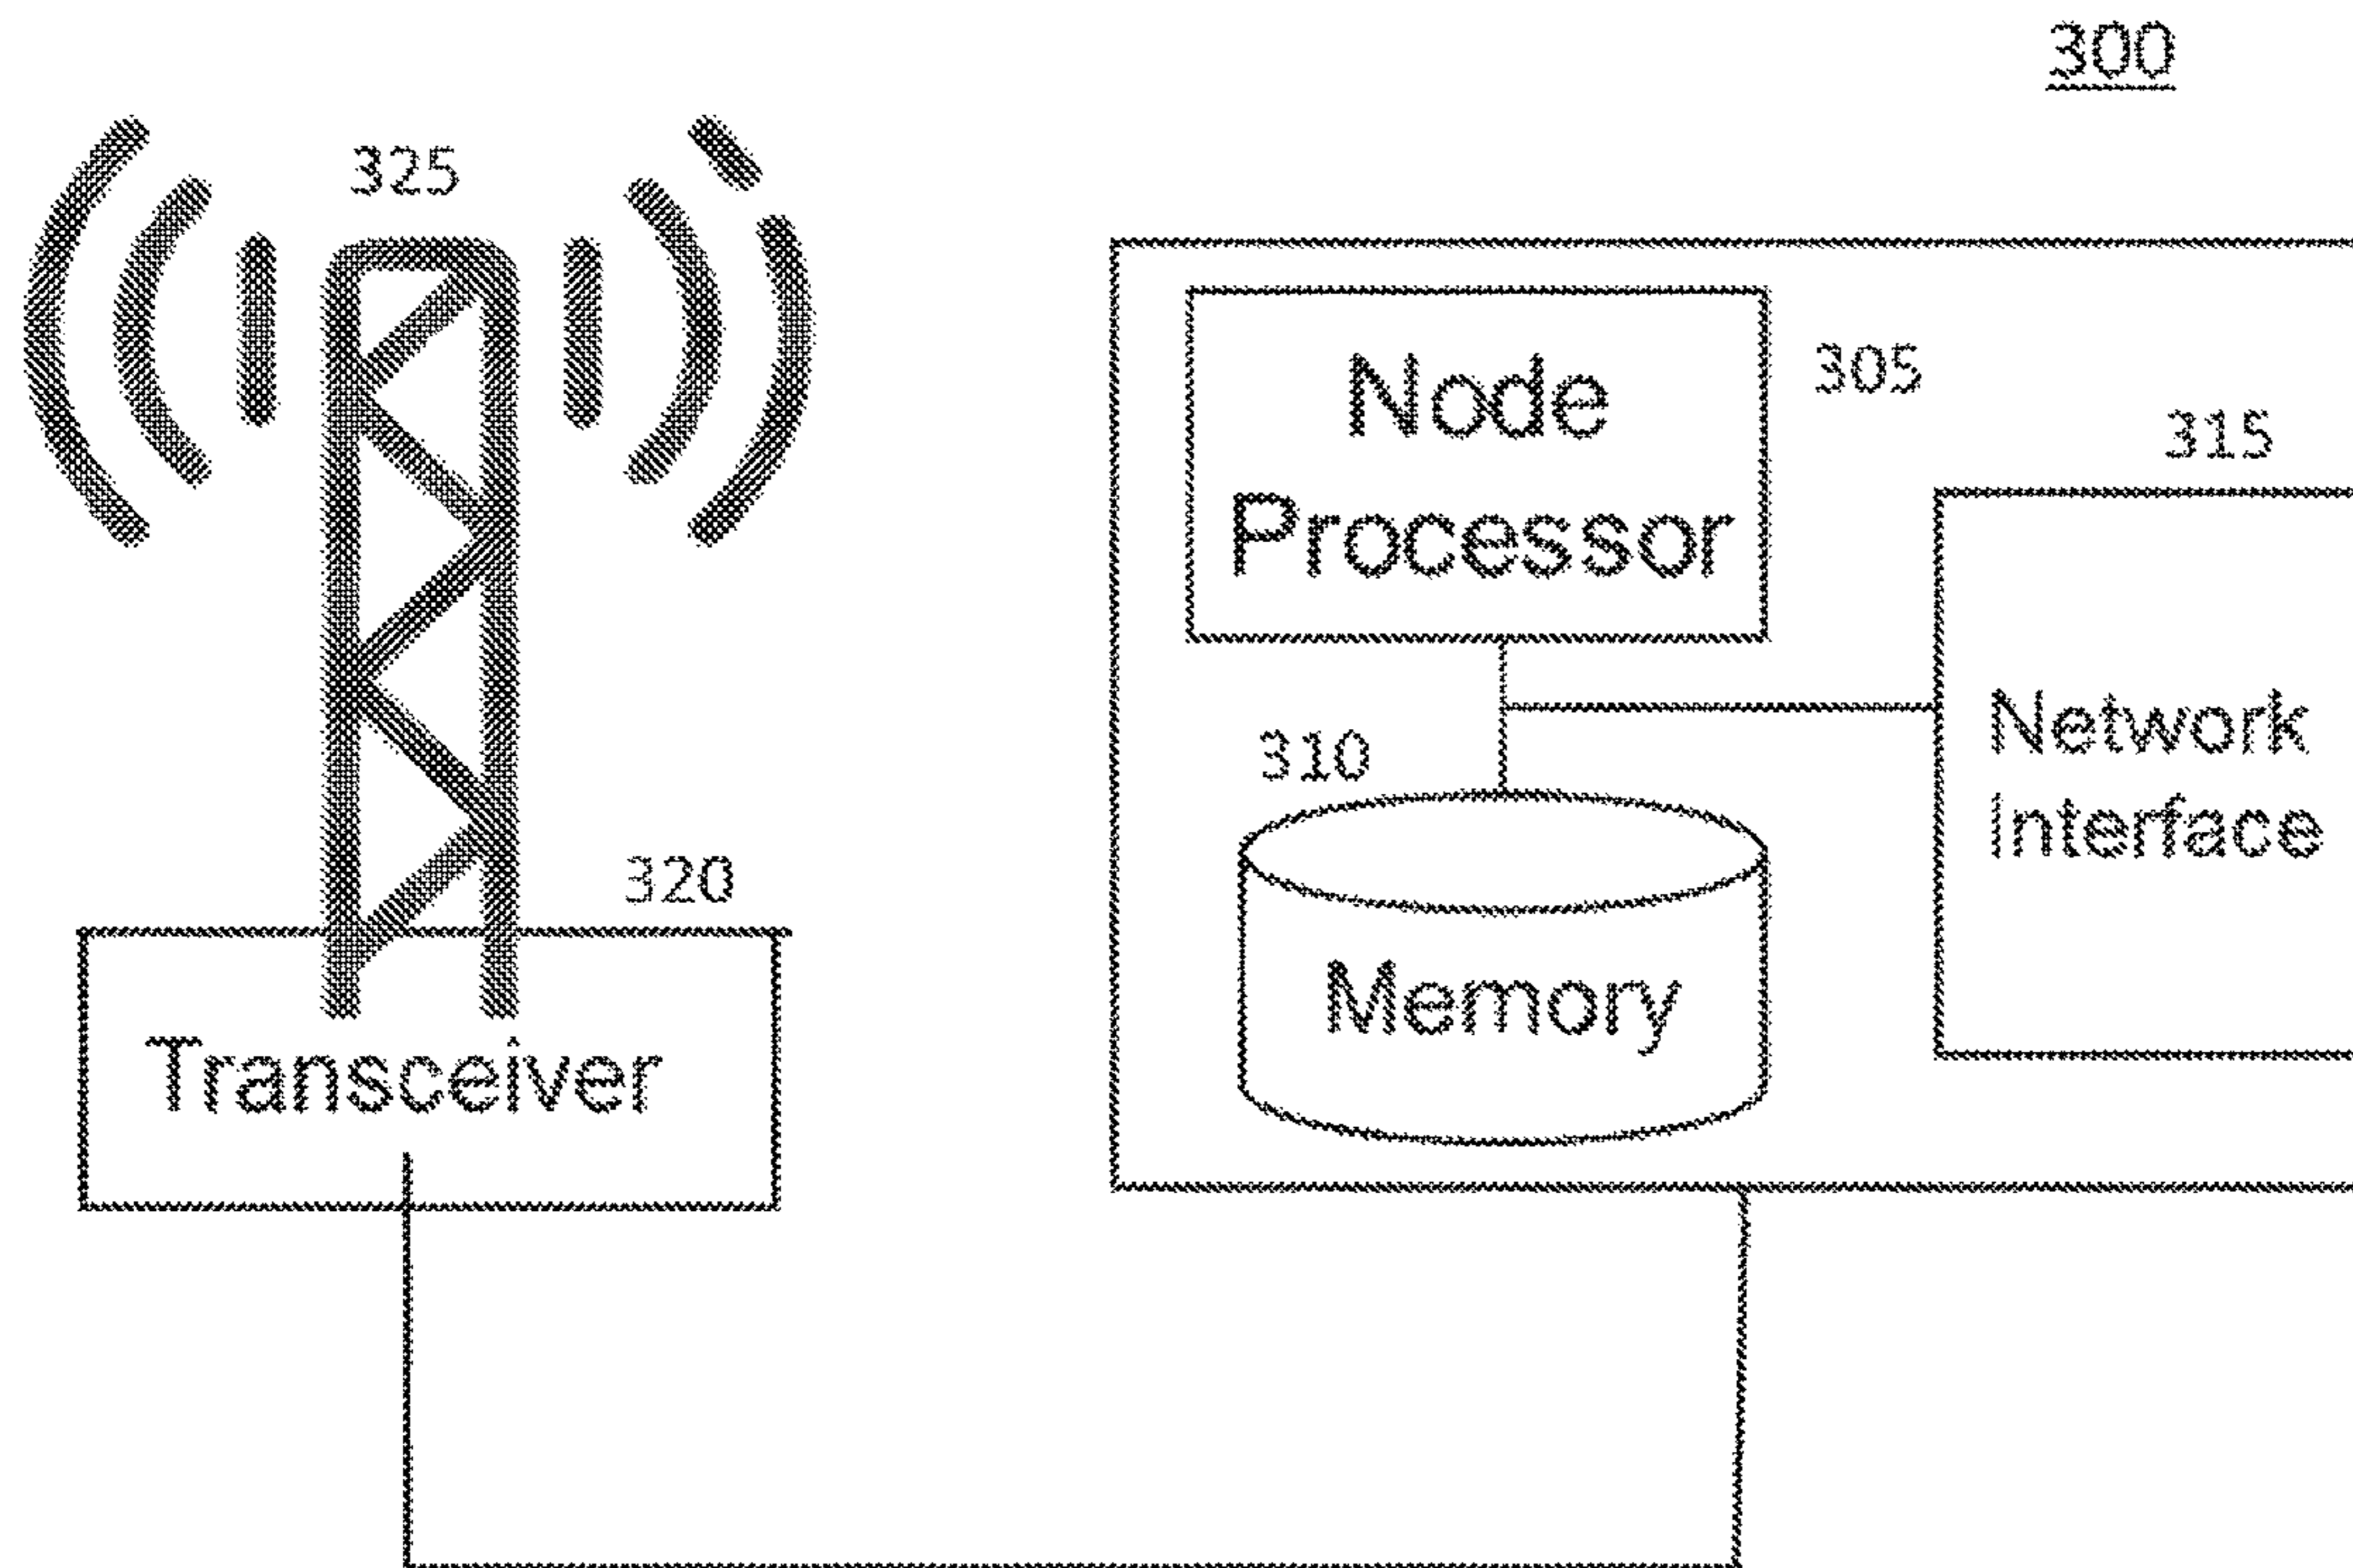 300
325
Node
Processor
305
315
Network
Interface
310
Memory
320
Transceiver